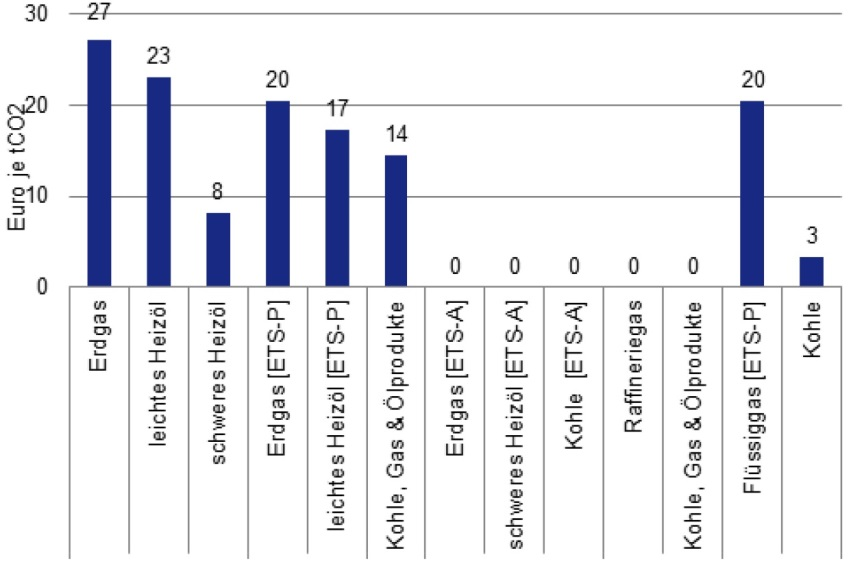 Euro je tCO2
30
20
10
0
27
23
8
20
17
14
0
0
0
0
0
20
3
Erdgas
leichtes Heizöl
schweres Heizöl
Erdgas [ETS-P]
leichtes Heizöl [ETS-P]
Kohle, Gas & Ölprodukte
Erdgas [ETS-A]
schweres Heizöl [ETS-A]
Kohle [ETS-A]
Raffineriegas
Kohle, Gas & Ölprodukte
Flüssiggas [ETS-P]
Kohle